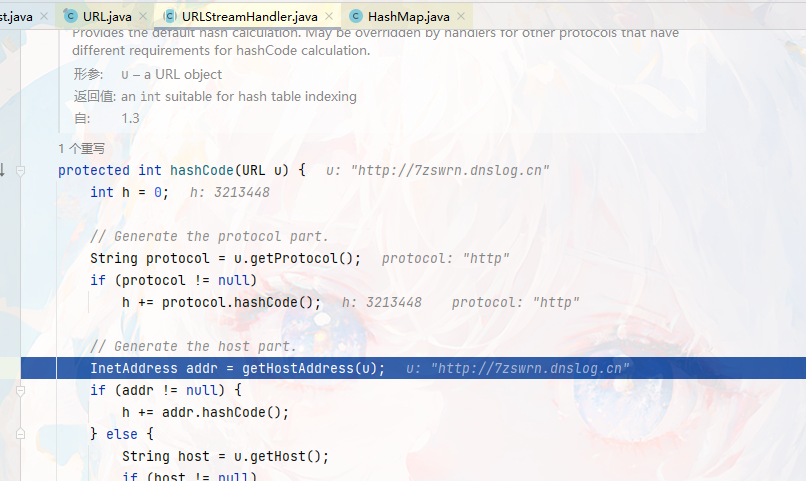 st.java URL.java URLStreamHandler.java HashMap.java
Provides the default hash calculation. May be overridden by handlers for other protocols that have
different requirements for hashCode calculation.
形参: u – a URL object
返回值: an int suitable for hash table indexing
自: 1.3
1 个重写
protected int hashCode(URL u) { u: "http://7zswrn.dnslog.cn"
int h = 0; h: 3213448
// Generate the protocol part.
String protocol = u.getProtocol(); protocol: "http"
if (protocol != null)
h += protocol.hashCode(); h: 3213448 protocol: "http"
// Generate the host part.
InetAddress addr = getHostAddress(u); u: "http://7zswrn.dnslog.cn"
if (addr != null) {
h += addr.hashCode();
} else {
String host = u.getHost();
if (host != null)